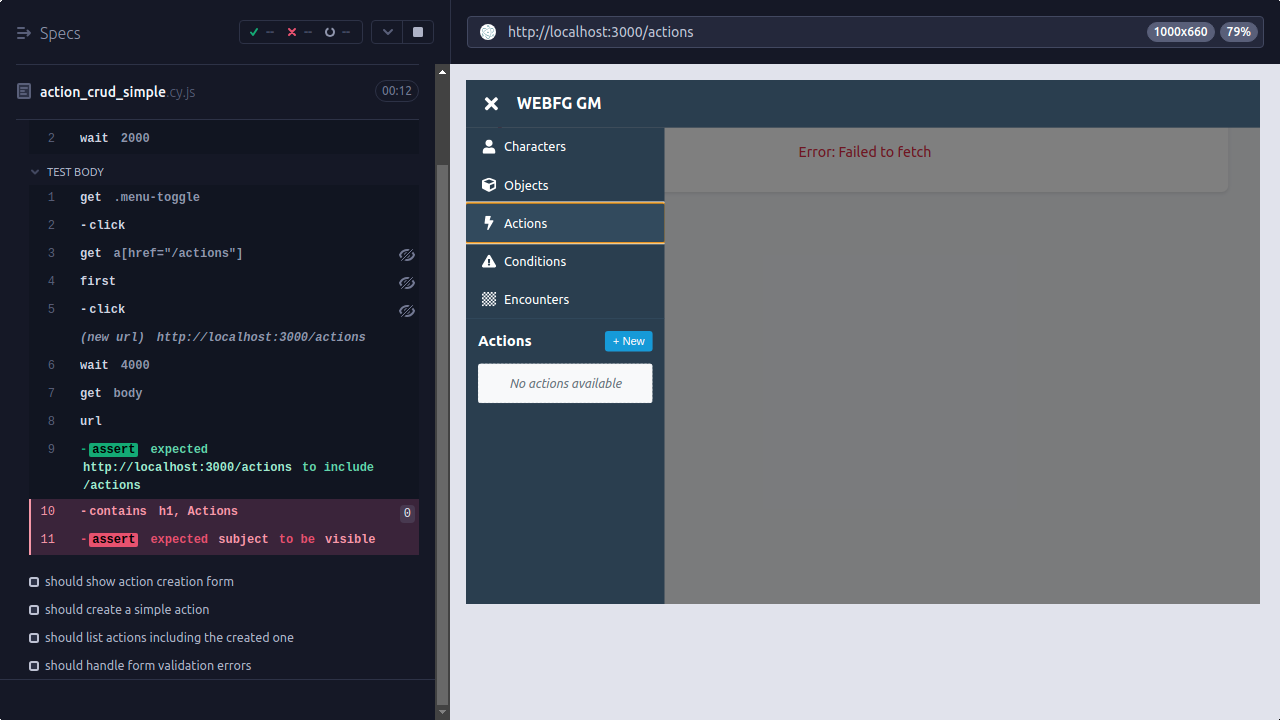 Specs
--
--
--
http://localhost:3000/actions
1000x660
79%
action_crud_simple.cy.js
00:12
2 wait 2000
TEST BODY
1 get .menu-toggle
2 -click
3 get a[href="/actions"]
4 first
5 -click
(new url) http://localhost:3000/actions
6 wait 4000
7 get body
8 url
9 -assert expected
http://localhost:3000/actions to include
/actions
10 -contains h1, Actions 0
11 -assert expected subject to be visible
should show action creation form
should create a simple action
should list actions including the created one
should handle form validation errors
WEBFG GM
Characters
Objects
Actions
Conditions
Encounters
Actions
+ New
No actions available
Error: Failed to fetch